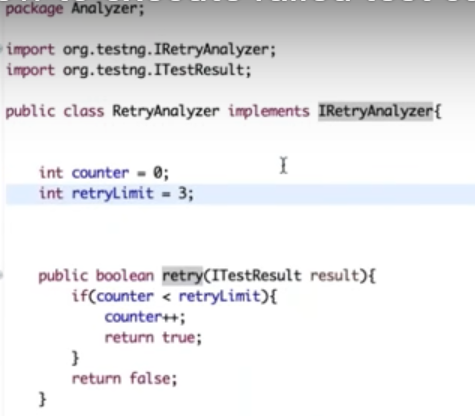 package Analyzer;
import org.testng.IRetryAnalyzer;
import org.testng.ITestResult;
public class RetryAnalyzer implements IRetryAnalyzer{
int counter = 0;
int retryLimit = 3;
public boolean retry(ITestResult result){
if(counter < retryLimit){
counter++;
return true;
}
return false;
}